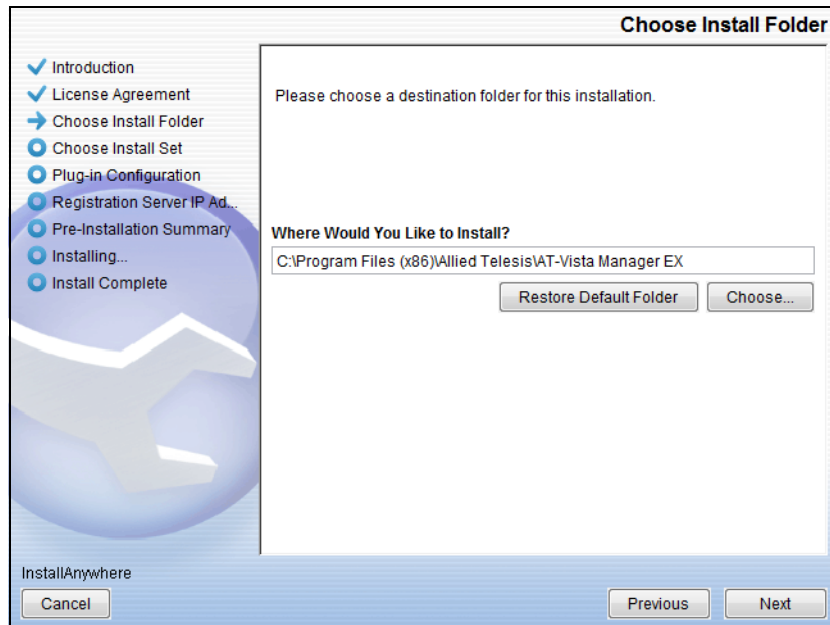 Choose Install Folder
Introduction
License Agreement
Choose Install Folder
Choose Install Set
Plug-in Configuration
Registration Server IP Ad...
Pre-Installation Summary
Installing...
Install Complete
Please choose a destination folder for this installation.
Where Would You Like to Install?
C:\Program Files (x86)\Allied Telesis\AT-Vista Manager EX
Restore Default Folder
Choose...
InstallAnywhere
Cancel
Previous
Next